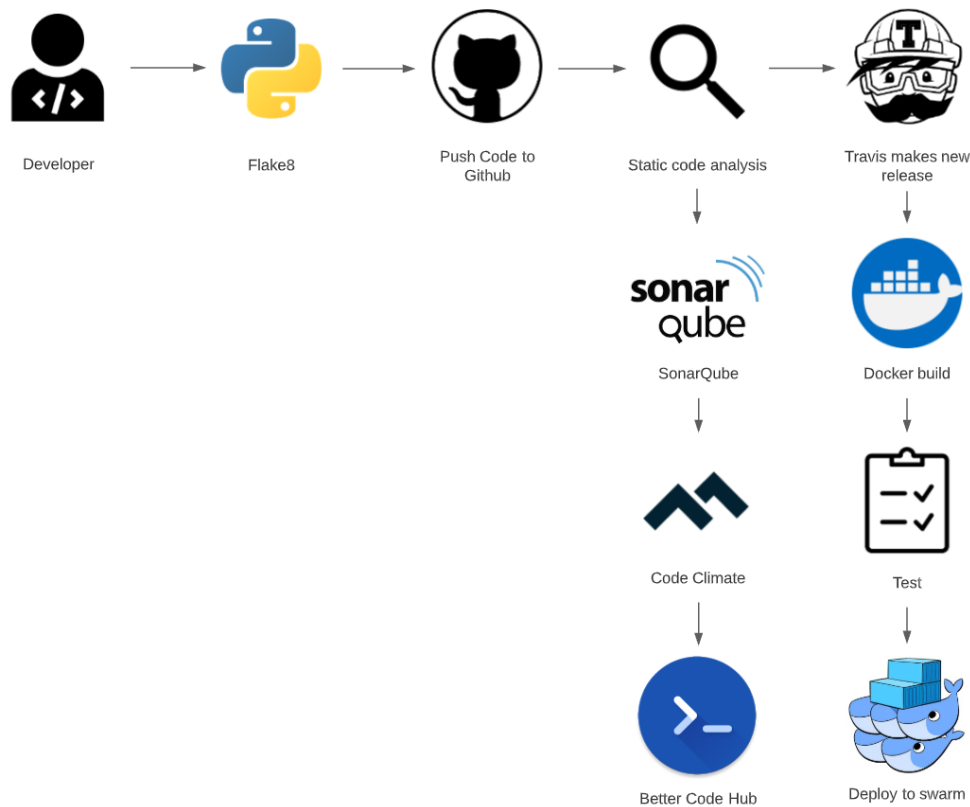 </>
T
Developer
Flake8
Push Code to
Github
Static code analysis
Travis makes new
release
sonar
qube
SonarQube
Docker build
Code Climate
Test
Better Code Hub
Deploy to swarm